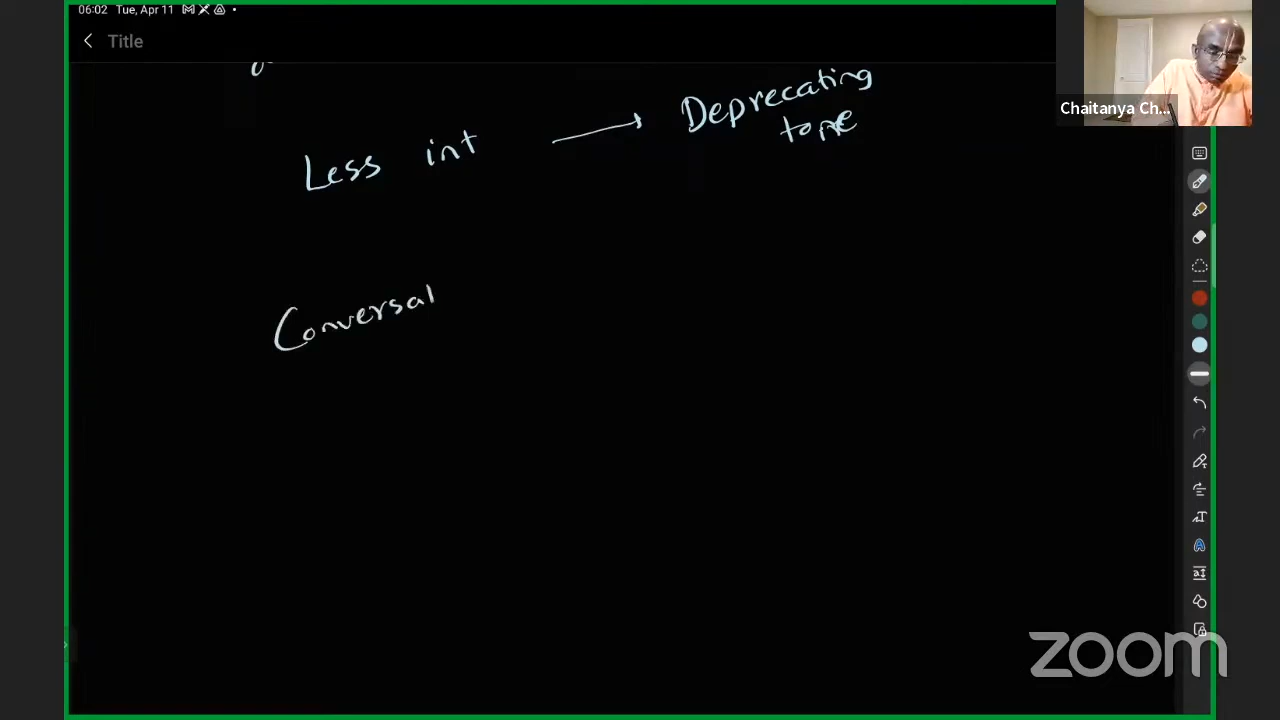 06:02 Tue, Apr 11
Title
Chaitanya Ch...
Less int → Deprecating
tone
Conversal
zoom